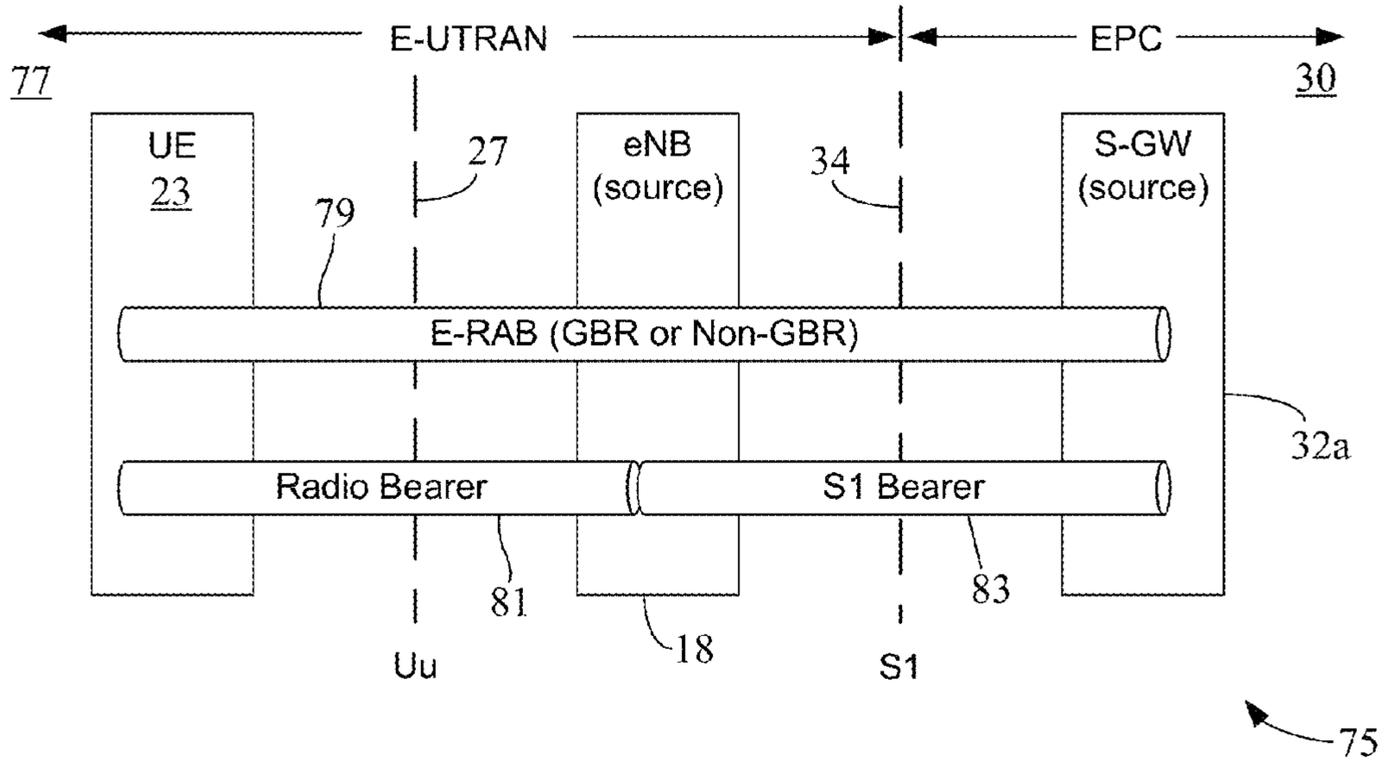 E-UTRAN
EPC
77
30
UE
23
27
eNB
(source)
34
S-GW
(source)
79
E-RAB (GBR or Non-GBR)
32a
Radio Bearer
S1 Bearer
81
83
18
Uu
S1
75